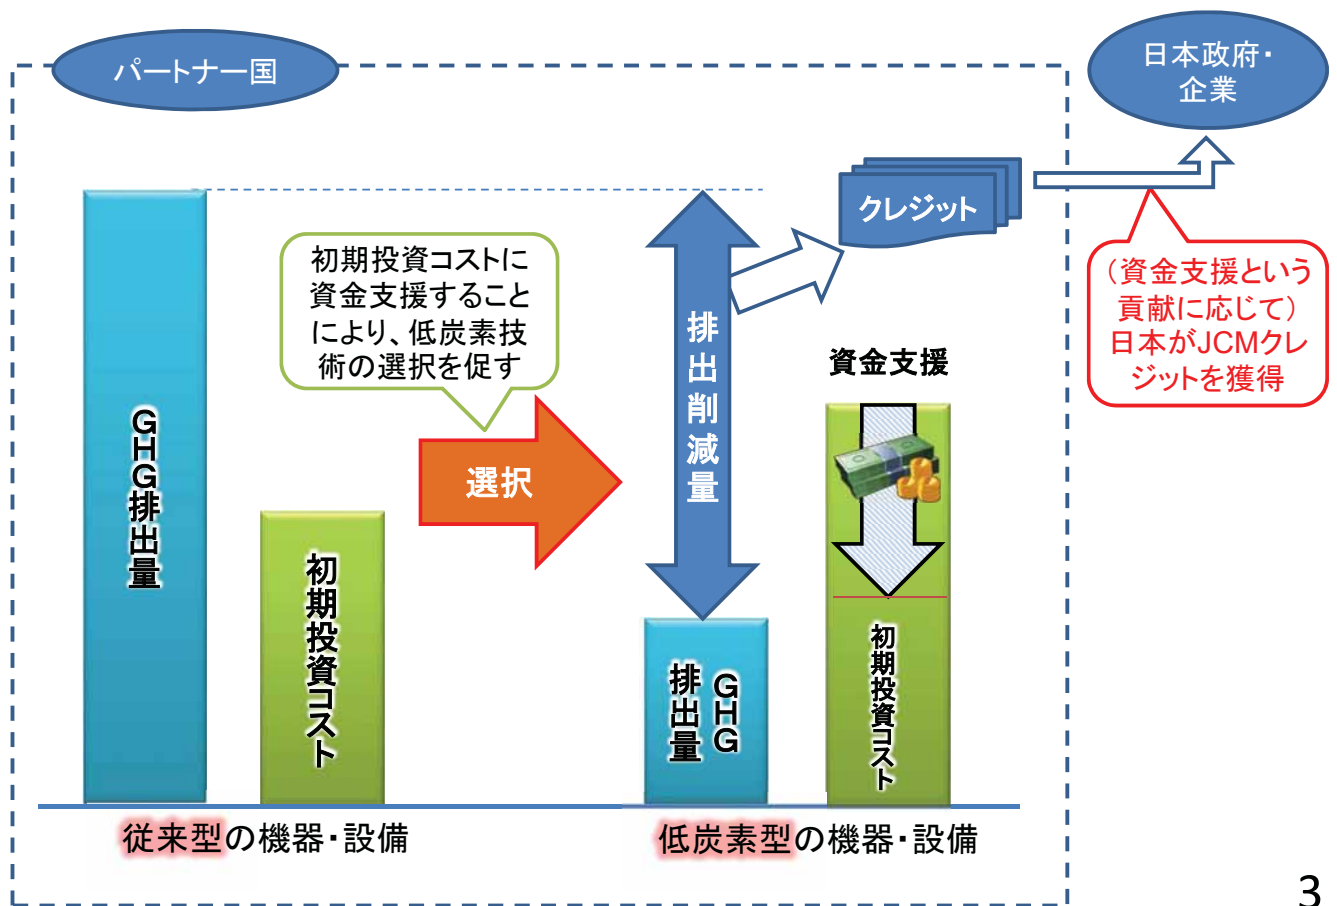 パートナー国
日本政府・
企業
クレジット
(資金支援という
貢献に応じて)
日本がJCMクレ
ジットを獲得
初期投資コストに
資金支援すること
により、低炭素技
術の選択を促す
選択
排出削減量
資金支援
GHG排出量
初期投資コスト
GHG
排出量
初期投資コスト
従来型の機器・設備
低炭素型の機器・設備
3